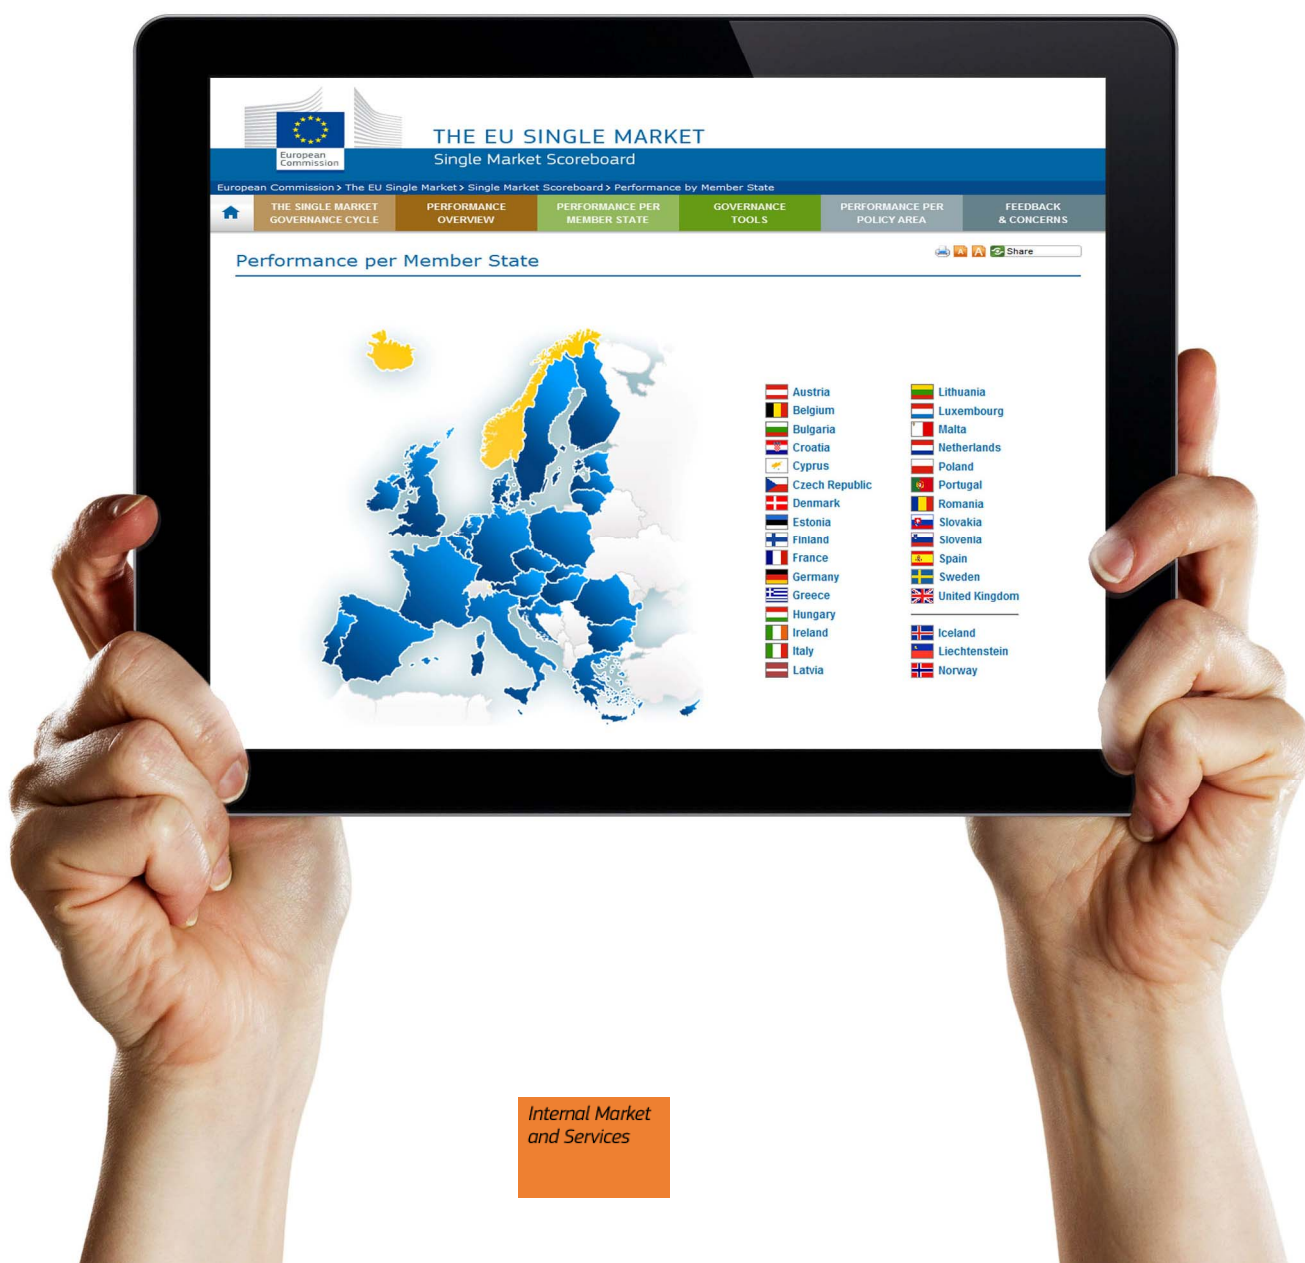 European
Commission
THE EU SINGLE MARKET
Single Market Scoreboard
European Commission > The EU Single Market > Single Market Scoreboard > Performance by Member State
THE SINGLE MARKET
GOVERNANCE CYCLE
PERFORMANCE
OVERVIEW
PERFORMANCE PER
MEMBER STATE
GOVERNANCE
TOOLS
PERFORMANCE PER
POLICY AREA
FEEDBACK
& CONCERNS
Performance per Member State
A
A
Share
Austria
Belgium
Bulgaria
Croatia
Cyprus
Czech Republic
Denmark
Estonia
Finland
France
Germany
Greece
Hungary
Ireland
Italy
Latvia
Lithuania
Luxembourg
Malta
Netherlands
Poland
Portugal
Romania
Slovakia
Slovenia
Spain
Sweden
United Kingdom
Iceland
Liechtenstein
Norway
Internal Market
and Services